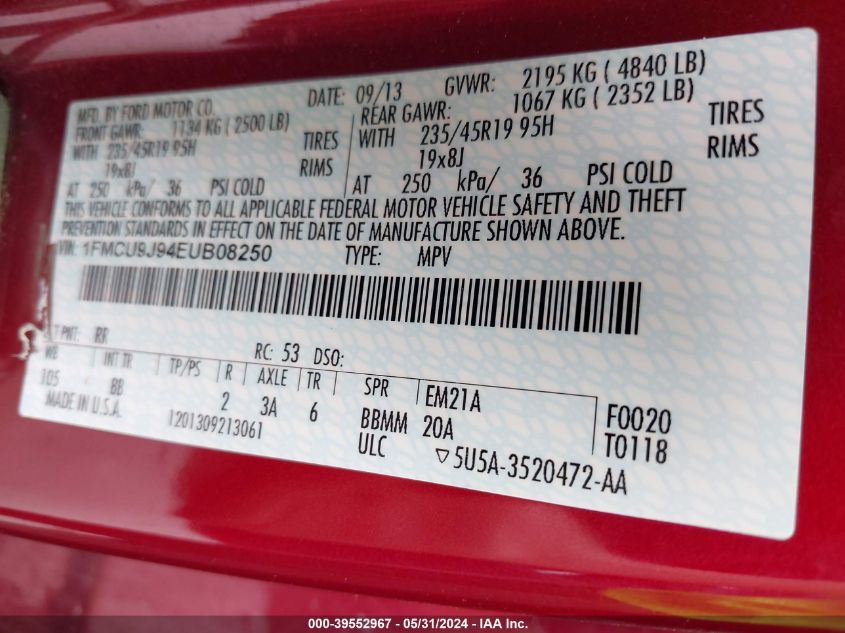 MFD. BY FORD MOTOR CO. DATE: 09/13 GVWR: 2195 KG ( 4840 LB)
FRONT GAWR: 1134 KG ( 2500 LB) REAR GAWR: 1067 KG ( 2352 LB)
WITH 235/45R19 95H TIRES WITH 235/45R19 95H TIRES
19x8J RIMS 19x8J RIMS
AT 250 kPa/ 36 PSI COLD AT 250 kPa/ 36 PSI COLD
THIS VEHICLE CONFORMS TO ALL APPLICABLE FEDERAL MOTOR VEHICLE SAFETY AND THEFT
PREVENTION STANDARDS IN EFFECT ON THE DATE OF MANUFACTURE SHOWN ABOVE.
VIN: 1FMCU9J94EUB08250 TYPE: MPV
PNT: RR RC: 53 DSO:
WB INT TR TP/PS R AXLE TR SPR EM21A F0020
105 8B 2 3A 6 BBMM 20A T0118
MADE IN U.S.A. 1201309213061 ULC ▽5U5A-3520472-AA
000-39552967 - 05/31/2024 - IAA Inc.